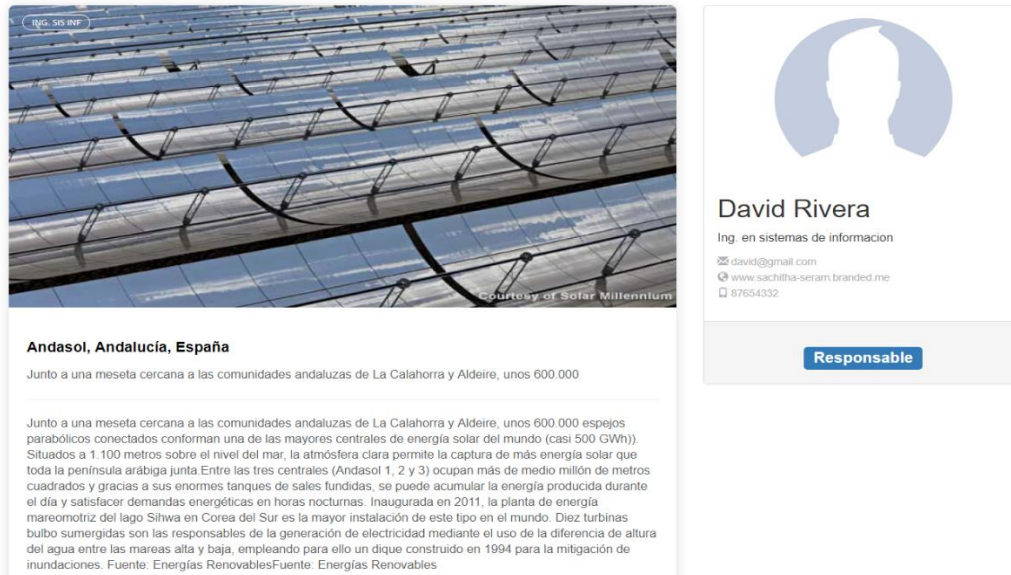 ING. SIS INF
Courtesy of Solar Millennium
Andasol, Andalucía, España
Junto a una meseta cercana a las comunidades andaluzas de La Calahorra y Aldeire, unos 600.000
Junto a una meseta cercana a las comunidades andaluzas de La Calahorra y Aldeire, unos 600.000 espejos
parabólicos conectados conforman una de las mayores centrales de energía solar del mundo (casi 500 GWh)).
Situados a 1.100 metros sobre el nivel del mar, la atmósfera clara permite la captura de más energía solar que
toda la península arábiga junta.Entre las tres centrales (Andasol 1, 2 y 3) ocupan más de medio millón de metros
cuadrados y gracias a sus enormes tanques de sales fundidas, se puede acumular la energía producida durante
el día y satisfacer demandas energéticas en horas nocturnas. Inaugurada en 2011, la planta de energía
mareomotriz del lago Sihwa en Corea del Sur es la mayor instalación de este tipo en el mundo. Diez turbinas
bulbo sumergidas son las responsables de la generación de electricidad mediante el uso de la diferencia de altura
del agua entre las mareas alta y baja, empleando para ello un dique construido en 1994 para la mitigación de
inundaciones. Fuente: Energías RenovablesFuente: Energías Renovables
David Rivera
Ing. en sistemas de informacion
david@gmail.com
www.sachitha-seram.branded.me
87654332
Responsable